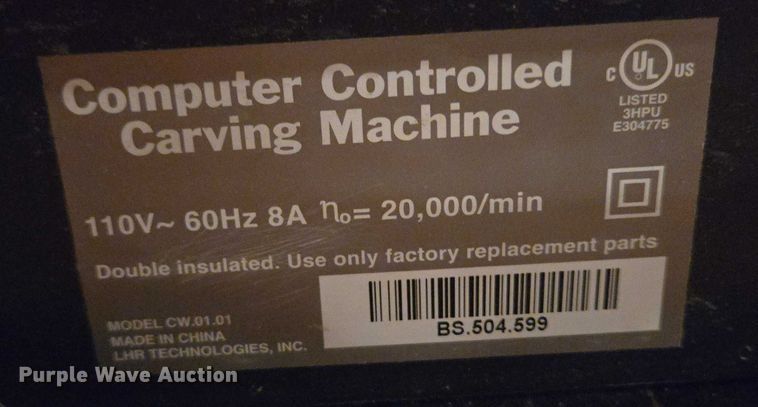 Computer Controlled
Carving Machine
C UL US
LISTED
3HPU
E304775
110V~ 60Hz 8A ηo= 20,000/min
Double insulated. Use only factory replacement parts
BS.504.599
MODEL CW.01.01
MADE IN CHINA
LHR TECHNOLOGIES, INC.
Purple Wave Auction